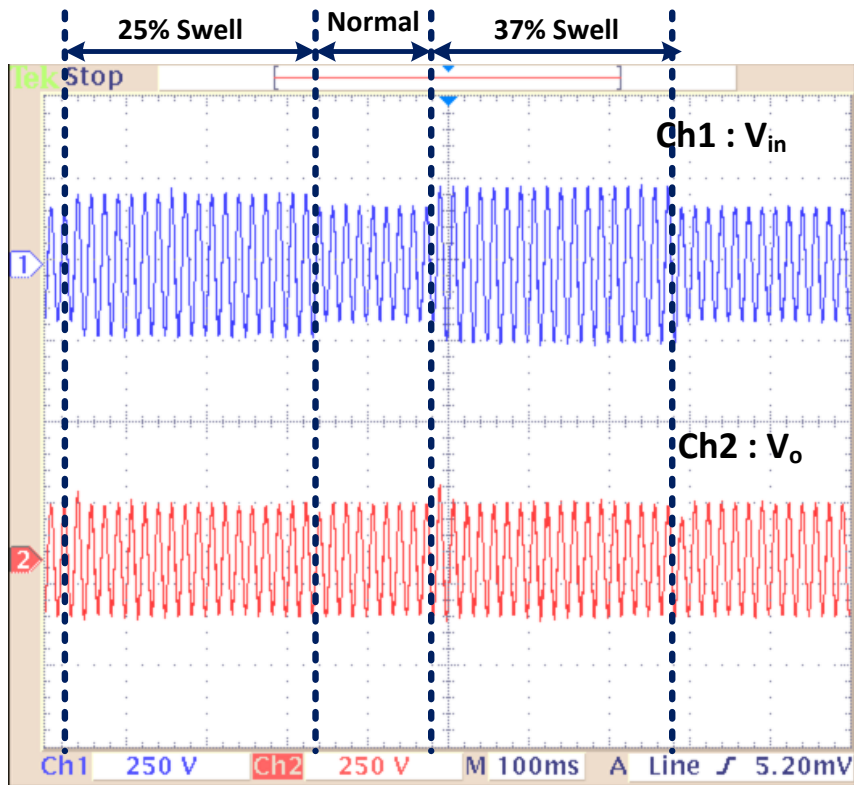 25% Swell Normal 37% Swell
Tek Stop
Ch1 : Vin
1
Ch2 : Vo
2
Ch1 250 V Ch2 250 V M 100ms A Line ʃ 5.20mV